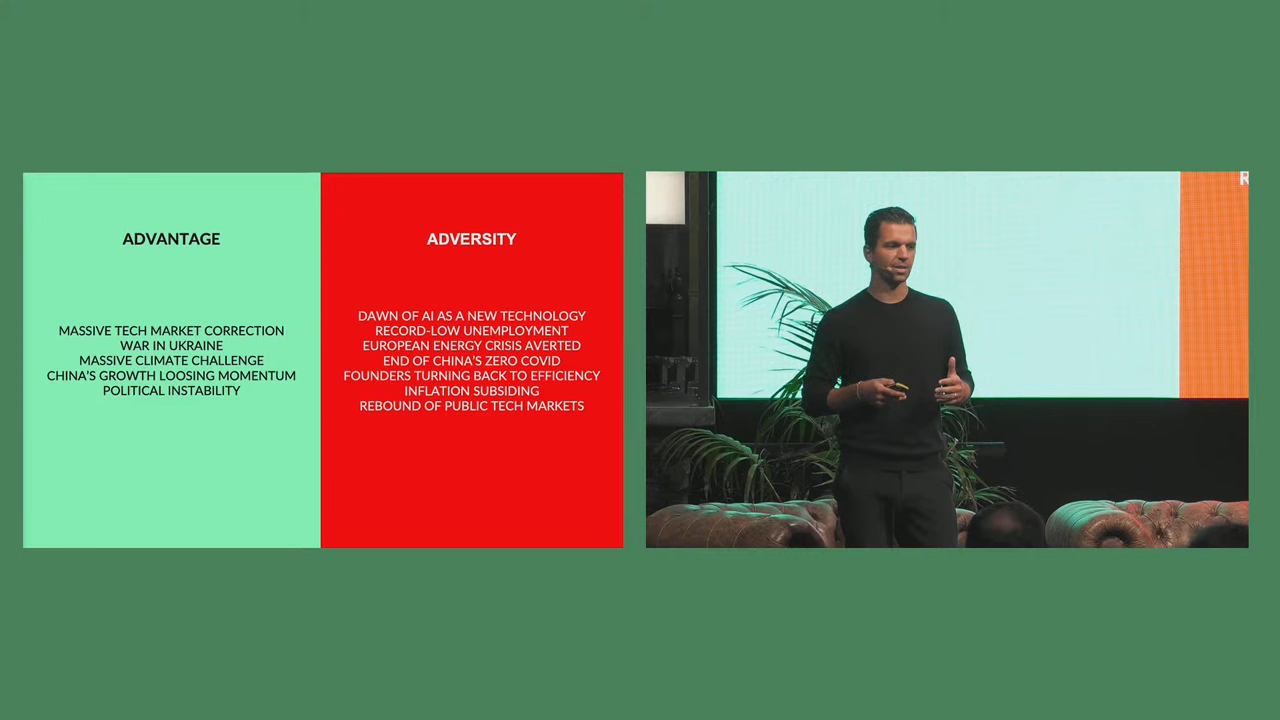 ADVANTAGE
MASSIVE TECH MARKET CORRECTION
WAR IN UKRAINE
MASSIVE CLIMATE CHALLENGE
CHINA'S GROWTH LOOSING MOMENTUM
POLITICAL INSTABILITY
ADVERSITY
DAWN OF AI AS A NEW TECHNOLOGY
RECORD-LOW UNEMPLOYMENT
EUROPEAN ENERGY CRISIS AVERTED
END OF CHINA'S ZERO COVID
FOUNDERS TURNING BACK TO EFFICIENCY
INFLATION SUBSIDING
REBOUND OF PUBLIC TECH MARKETS
R